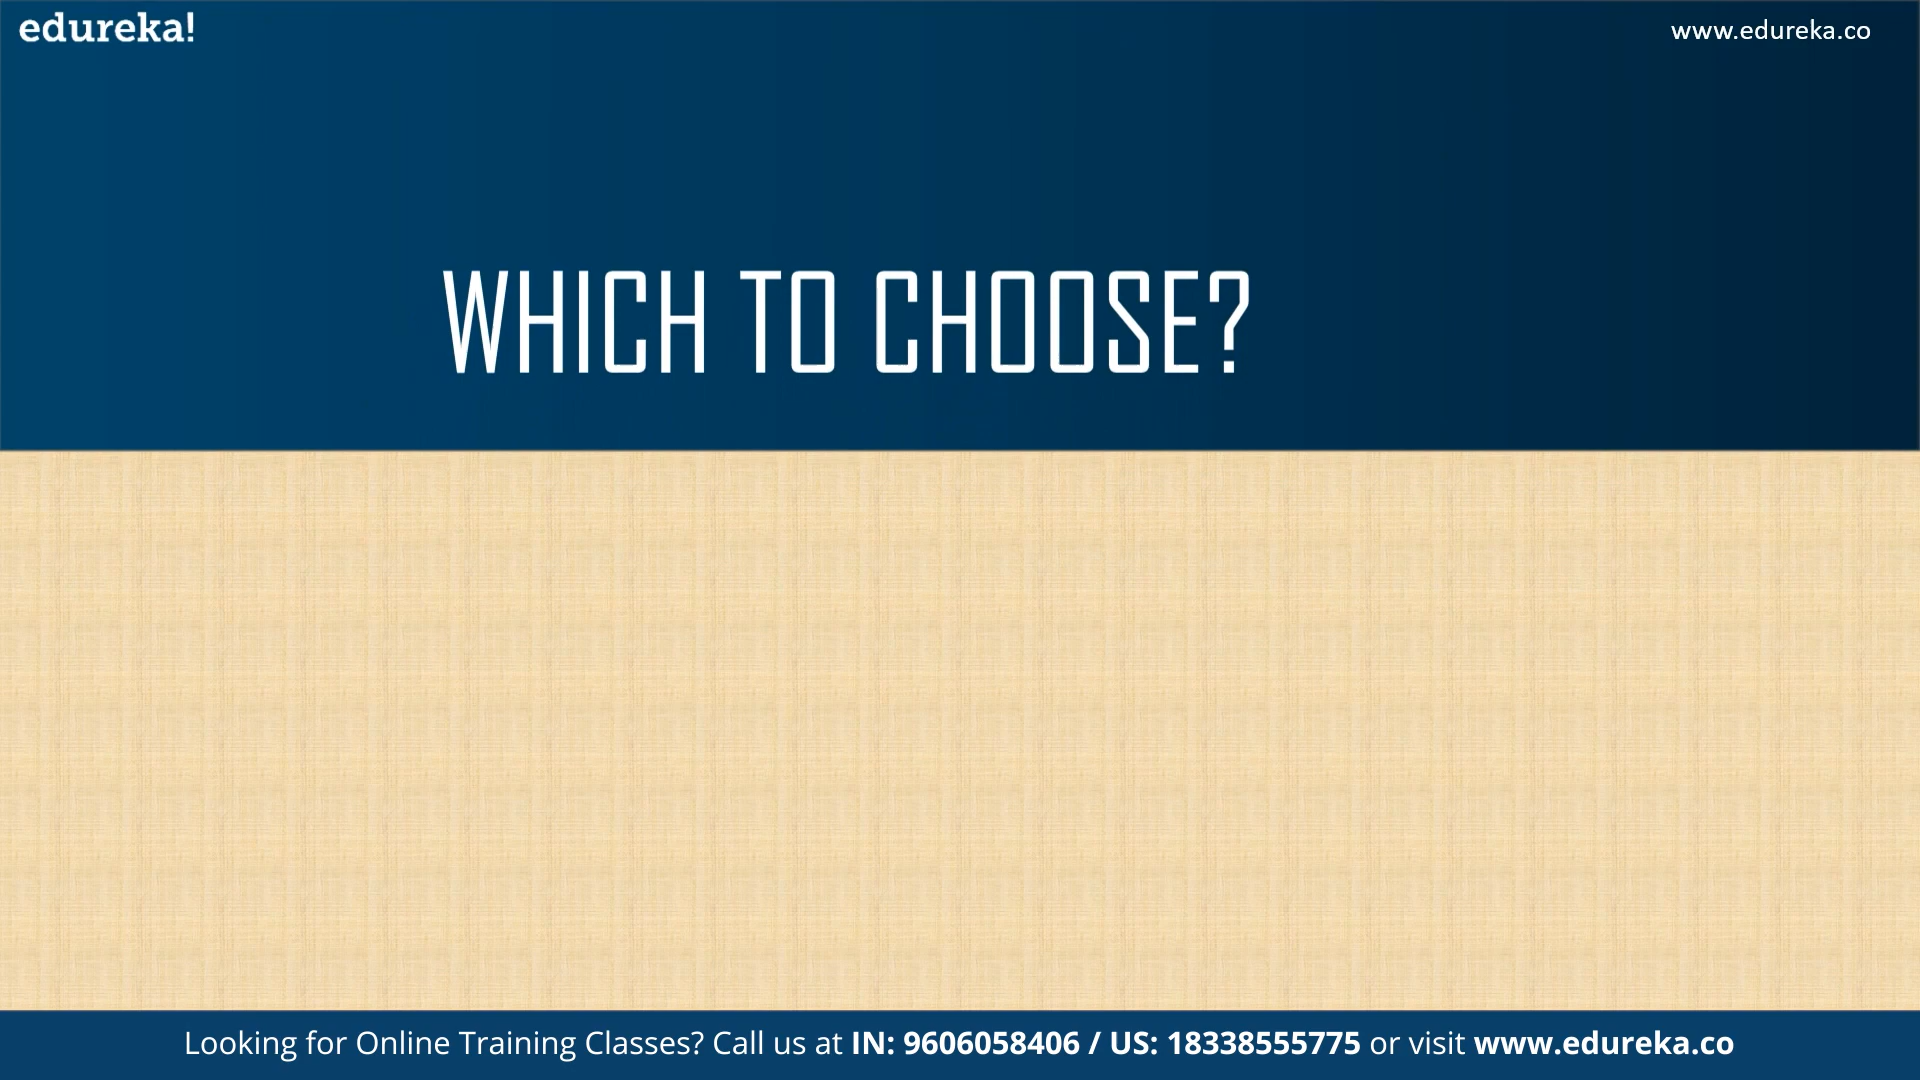 edureka!
www.edureka.co
WHICH TO CHOOSE?
Looking for Online Training Classes? Call us at IN: 9606058406 / US: 18338555775 or visit www.edureka.co